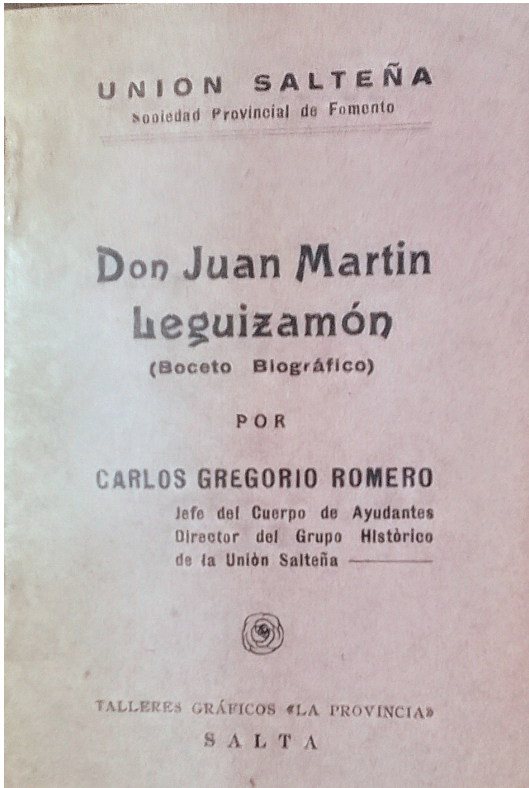 UNION SALTEÑA
Sociedad Provincial de Fomento
Don Juan Martin
Leguizamón
(Boceto Biográfico)
POR
CARLOS GREGORIO ROMERO
Jefe del Cuerpo de Ayudantes
Director del Grupo Històrico
de la Uniòn Salteña
TALLERES GRÁFICOS «LA PROVINCIA»
SALTA